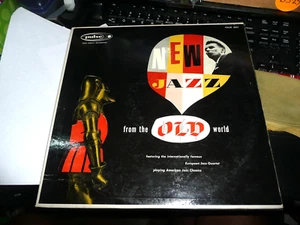 pulse
NEW
JAZZ
from the OLD world
featuring the internationally famous
European Jazz Quartet
playing American Jazz Classics